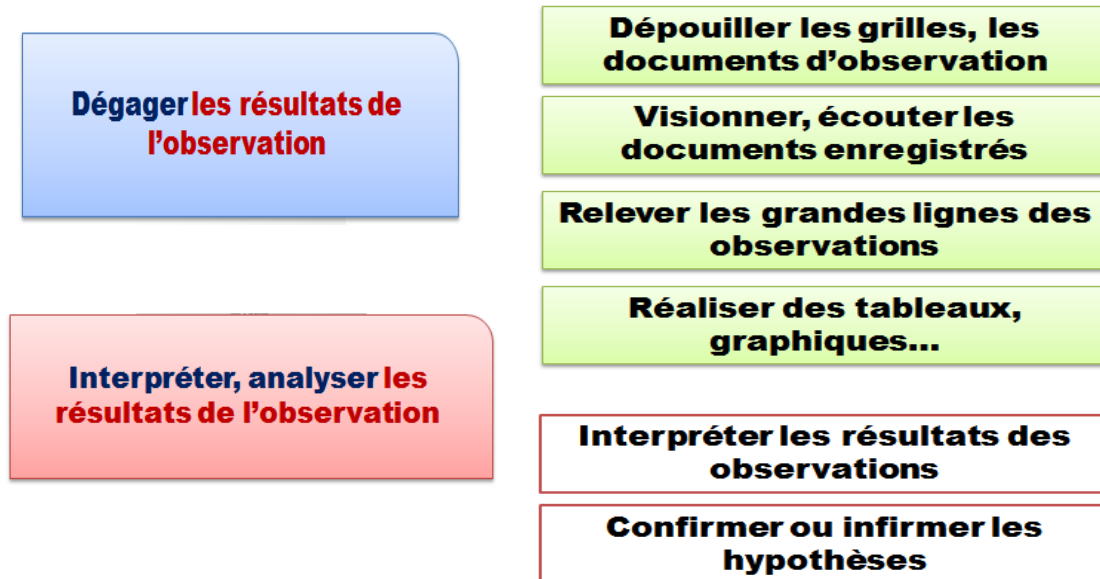 Dégager les résultats de
l'observation
Dépouiller les grilles, les
documents d'observation
Visionner, écouter les
documents enregistrés
Relever les grandes lignes des
observations
Réaliser des tableaux,
graphiques...
Interpréter, analyser les
résultats de l'observation
Interpréter les résultats des
observations
Confirmer ou infirmer les
hypothèses